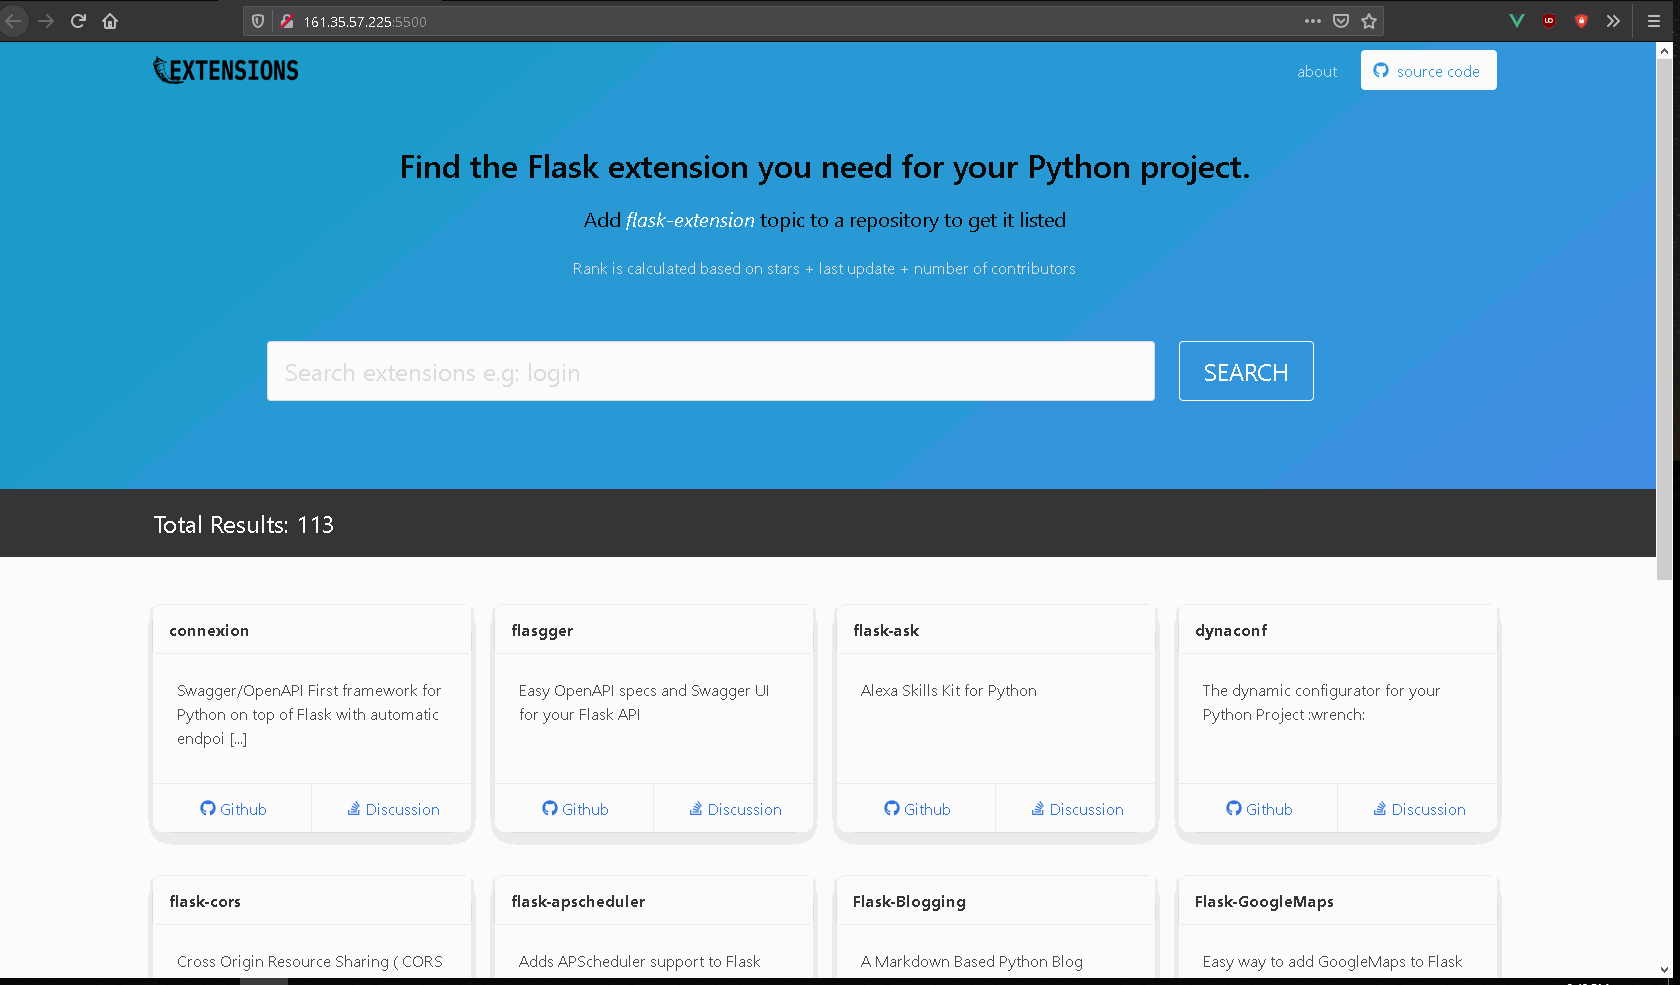 161.35.57.225:5500
EXTENSIONS
about
source code
Find the Flask extension you need for your Python project.
Add flask-extension topic to a repository to get it listed
Rank is calculated based on stars + last update + number of contributors
Search extensions e.g: login
SEARCH
Total Results: 113
connexion
Swagger/OpenAPI First framework for
Python on top of Flask with automatic
endpoi [...]
Github
Discussion
flasgger
Easy OpenAPI specs and Swagger UI
for your Flask API
Github
Discussion
flask-ask
Alexa Skills Kit for Python
Github
Discussion
dynaconf
The dynamic configurator for your
Python Project :wrench:
Github
Discussion
flask-cors
Cross Origin Resource Sharing ( CORS
flask-apscheduler
Adds APScheduler support to Flask
Flask-Blogging
A Markdown Based Python Blog
Flask-GoogleMaps
Easy way to add GoogleMaps to Flask